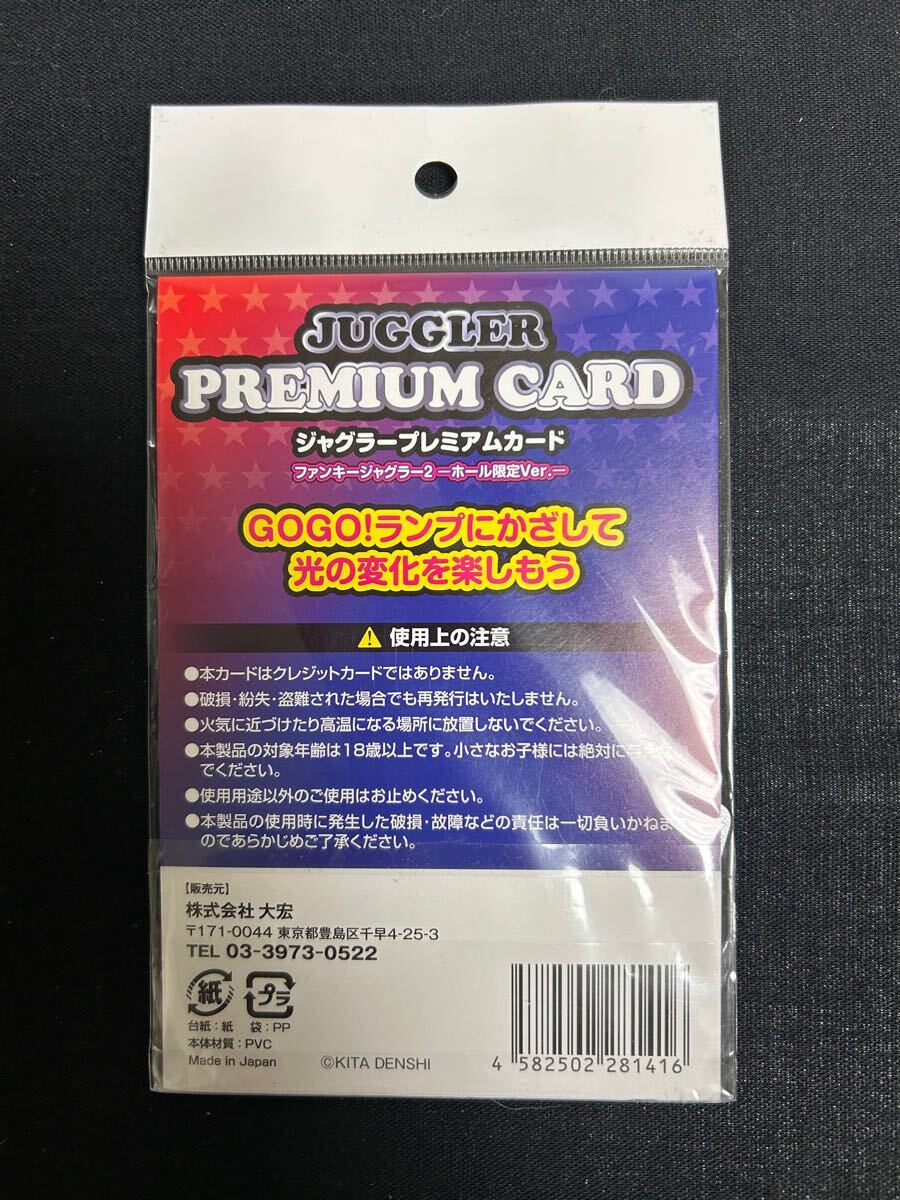 JUGGLER
PREMIUM CARD
ジャグラープレミアムカード
ファンキージャグラー2 ーホール限定Ver.ー
GOGO!ランプにかざして
光の変化を楽しもう
使用上の注意
●本カードはクレジットカードではありません。
●破損・紛失・盗難された場合でも再発行はいたしません。
●火気に近づけたり高温になる場所に放置しないでください。
●本製品の対象年齢は18歳以上です。小さなお子様には絶対に与えない
でください。
●使用用途以外のご使用はお止めください。
●本製品の使用時に発生した破損・故障などの責任は一切負いかねます
のであらかじめご了承ください。
【販売元】
株式会社 大宏
〒171-0044 東京都豊島区千早4-25-3
TEL 03-3973-0522
紙 プラ
台紙:紙 袋:PP
本体材質:PVC
Made in Japan
©KITA DENSHI
4 582502 281416